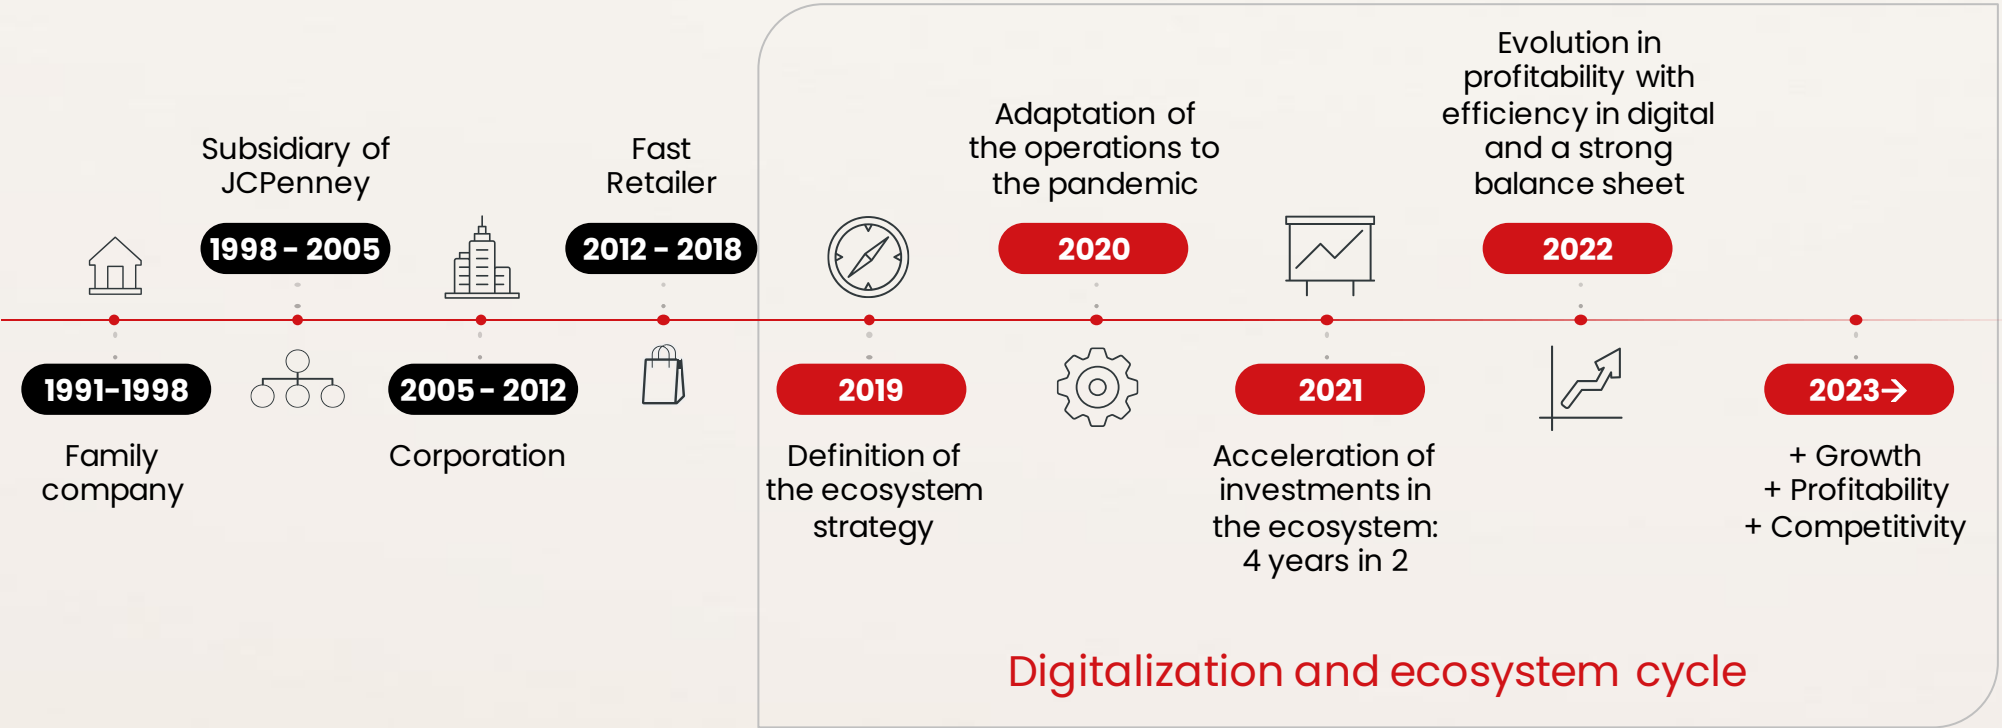 1991-1998
Family
company
Subsidiary of
JCPenney
1998 - 2005
2005 - 2012
Corporation
Fast
Retailer
2012 - 2018
2019
Definition of
the ecosystem
strategy
Adaptation of
the operations to
the pandemic
2020
2021
Acceleration of
investments in
the ecosystem:
4 years in 2
Evolution in
profitability with
efficiency in digital
and a strong
balance sheet
2022
2023→
+ Growth
+ Profitability
+ Competitivity
Digitalization and ecosystem cycle